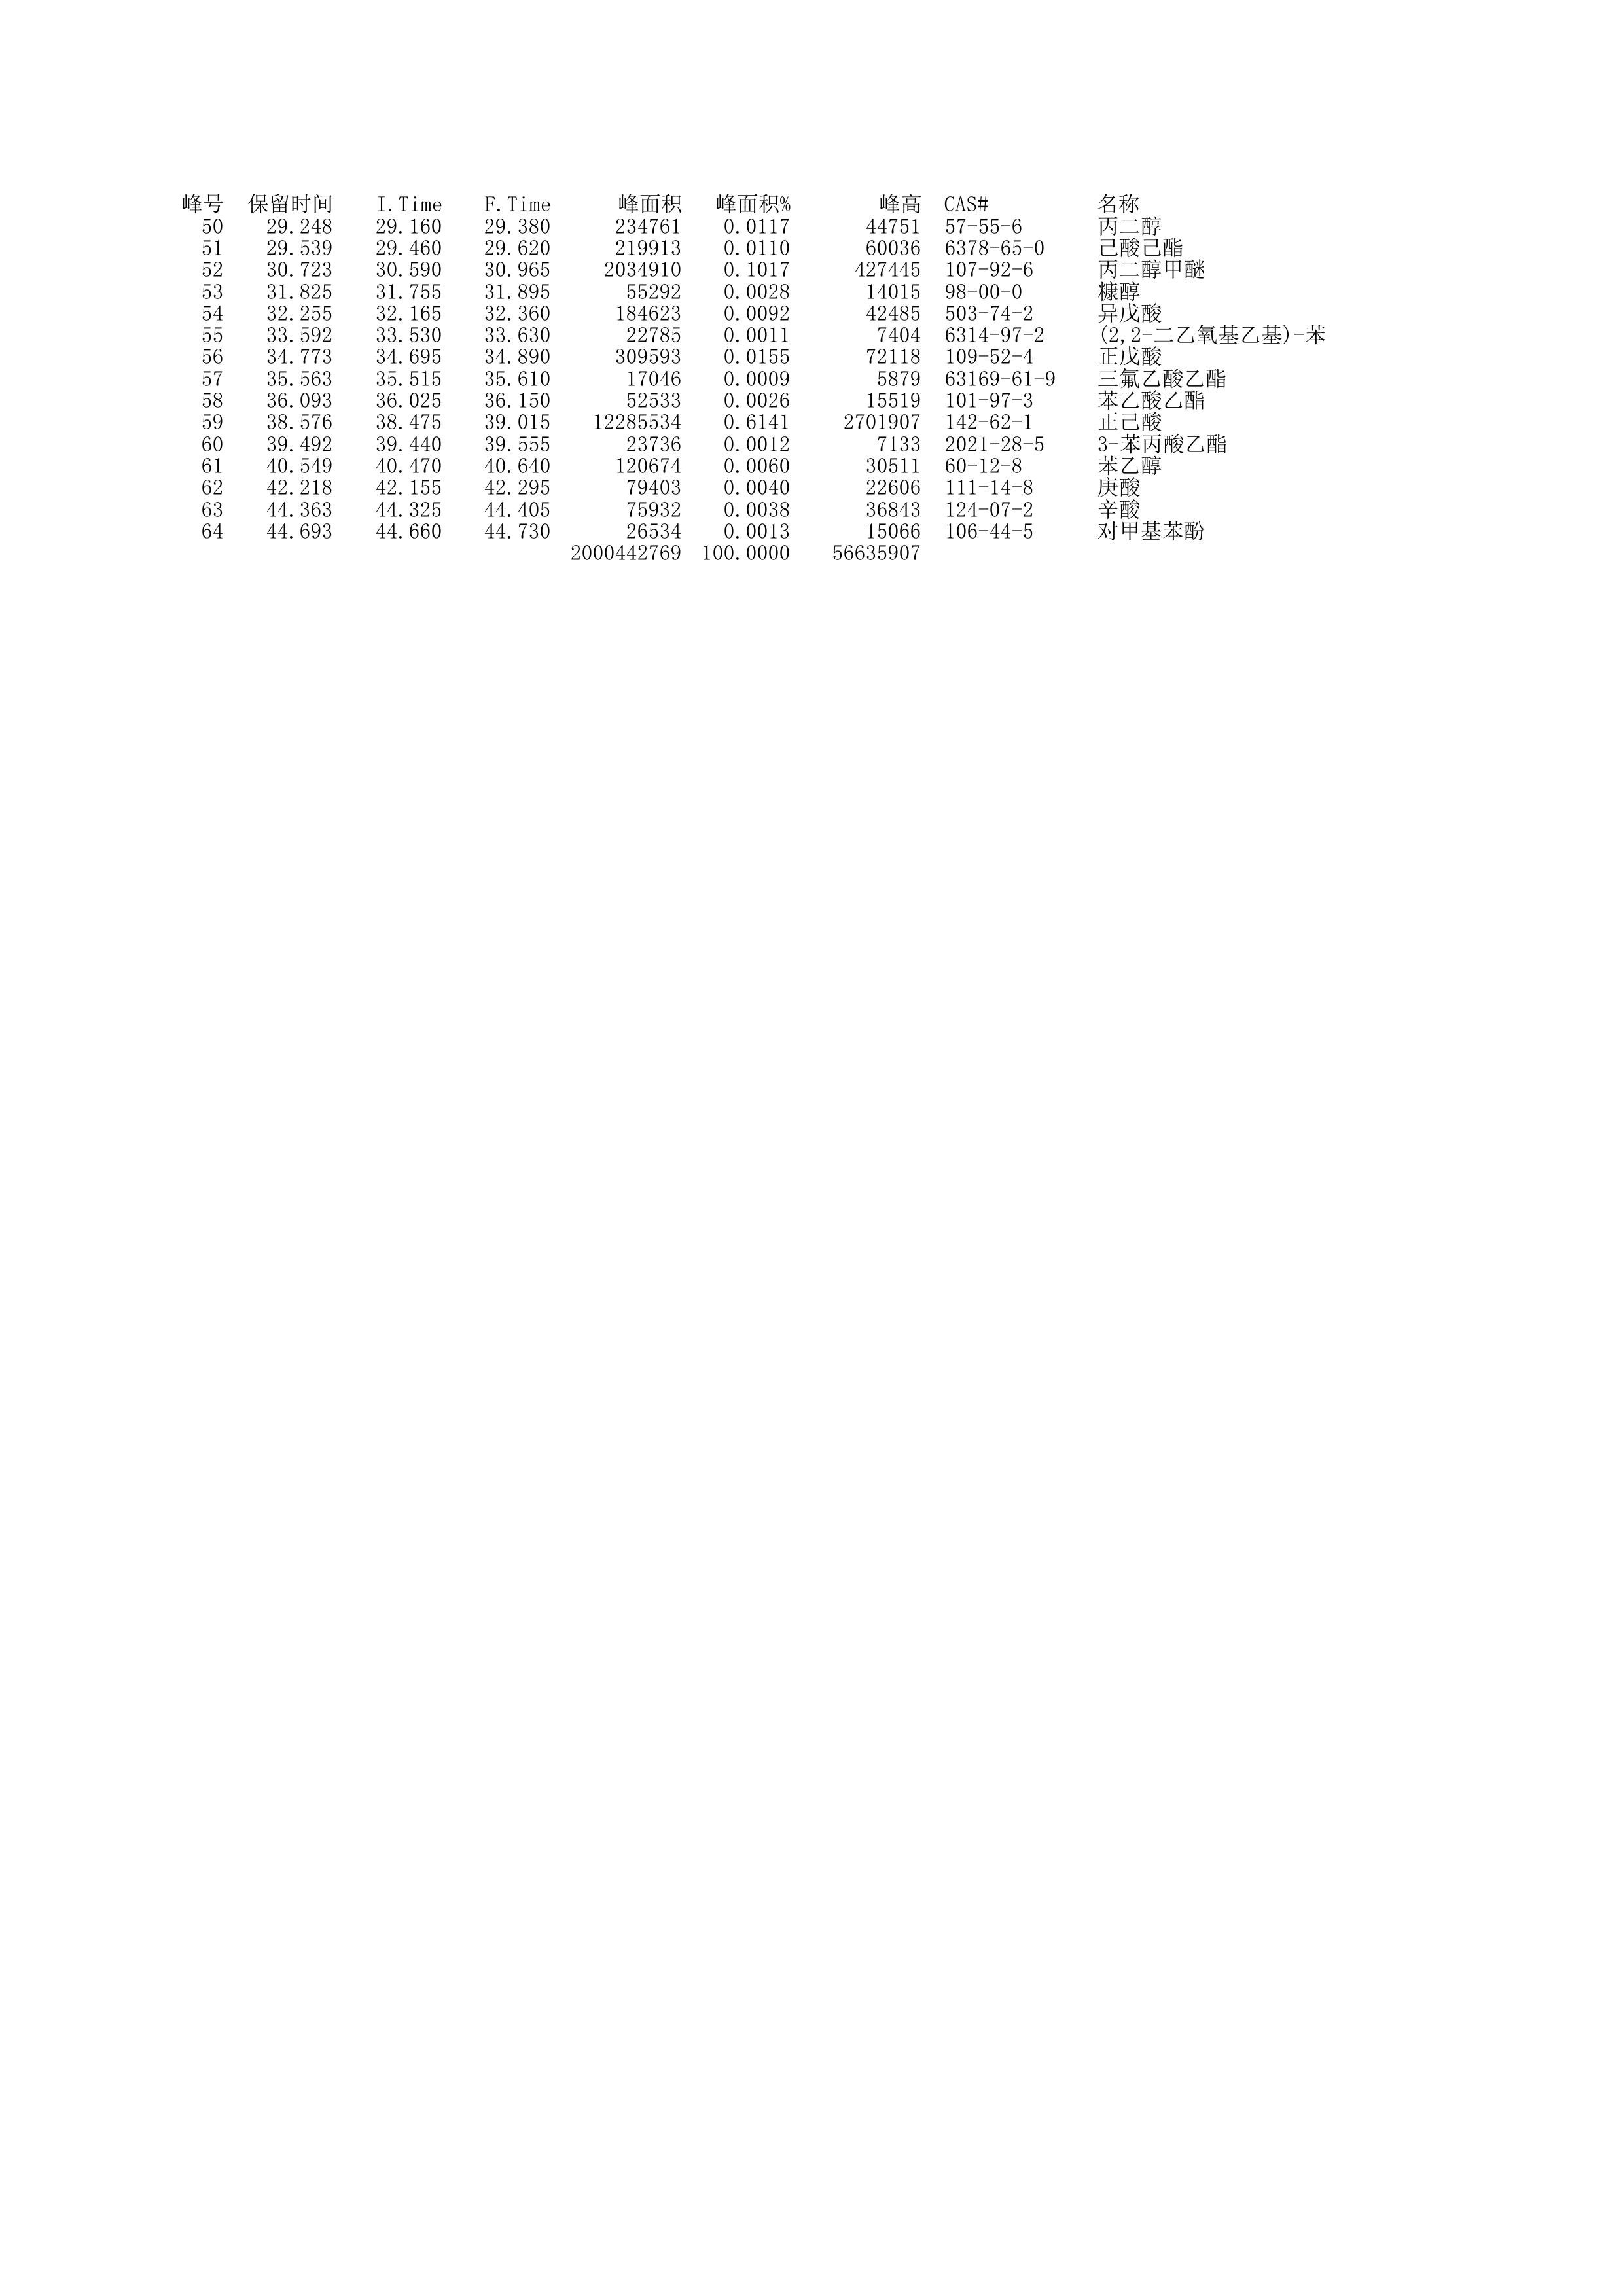 峰号 保留时间 I.Time F.Time 峰面积 峰面积% 峰高 CAS# 名称
50 29.248 29.160 29.380 234761 0.0117 44751 57-55-6 丙二醇
51 29.539 29.460 29.620 219913 0.0110 60036 6378-65-0 己酸己酯
52 30.723 30.590 30.965 2034910 0.1017 427445 107-92-6 丙二醇甲醚
53 31.825 31.755 31.895 55292 0.0028 14015 98-00-0 糠醇
54 32.255 32.165 32.360 184623 0.0092 42485 503-74-2 异戊酸
55 33.592 33.530 33.630 22785 0.0011 7404 6314-97-2 (2,2-二乙氧基乙基)-苯
56 34.773 34.695 34.890 309593 0.0155 72118 109-52-4 正戊酸
57 35.563 35.515 35.610 17046 0.0009 5879 63169-61-9 三氟乙酸乙酯
58 36.093 36.025 36.150 52533 0.0026 15519 101-97-3 苯乙酸乙酯
59 38.576 38.475 39.015 12285534 0.6141 2701907 142-62-1 正己酸
60 39.492 39.440 39.555 23736 0.0012 7133 2021-28-5 3-苯丙酸乙酯
61 40.549 40.470 40.640 120674 0.0060 30511 60-12-8 苯乙醇
62 42.218 42.155 42.295 79403 0.0040 22606 111-14-8 庚酸
63 44.363 44.325 44.405 75932 0.0038 36843 124-07-2 辛酸
64 44.693 44.660 44.730 26534 0.0013 15066 106-44-5 对甲基苯酚
2000442769 100.0000 56635907